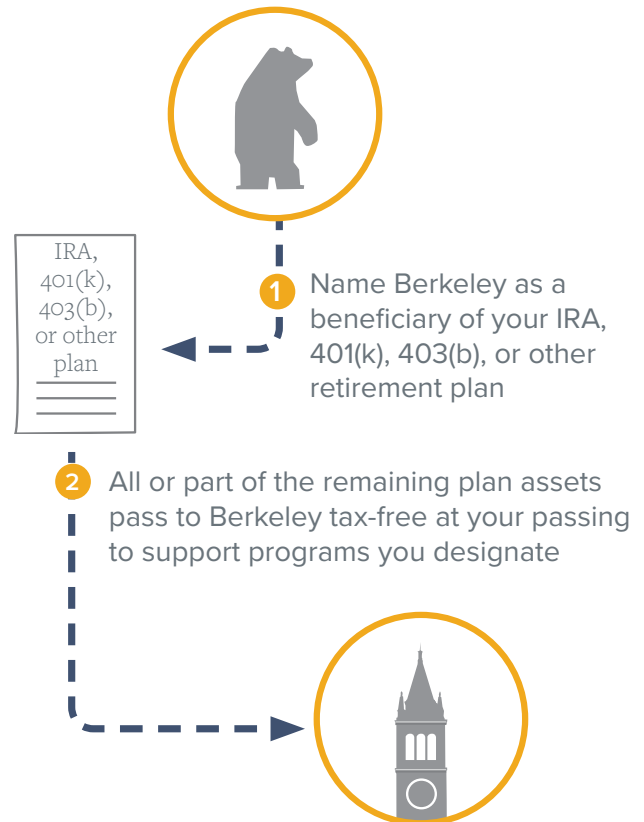 IRA,
401(k),
403(b),
or other
plan
1
Name Berkeley as a
beneficiary of your IRA,
401(k), 403(b), or other
retirement plan
2
All or part of the remaining plan assets
pass to Berkeley tax-free at your passing
to support programs you designate